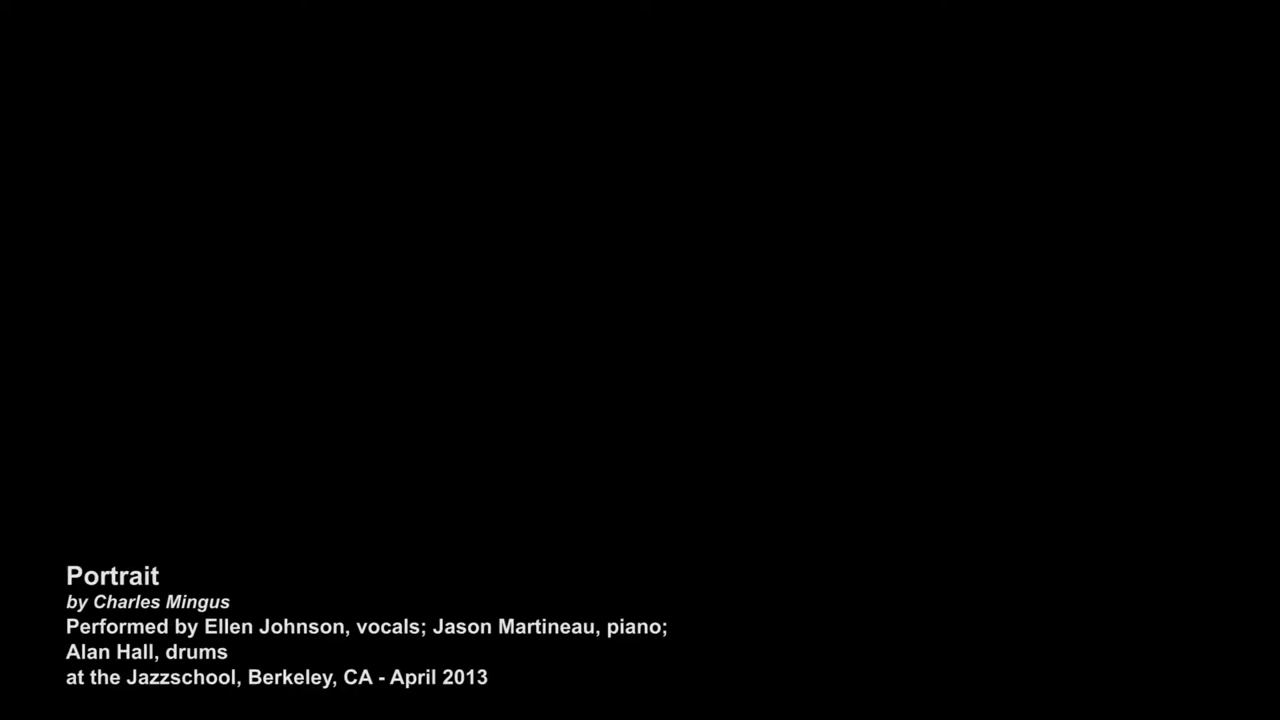 Portrait
by Charles Mingus
Performed by Ellen Johnson, vocals; Jason Martineau, piano;
Alan Hall, drums
at the Jazzschool, Berkeley, CA - April 2013